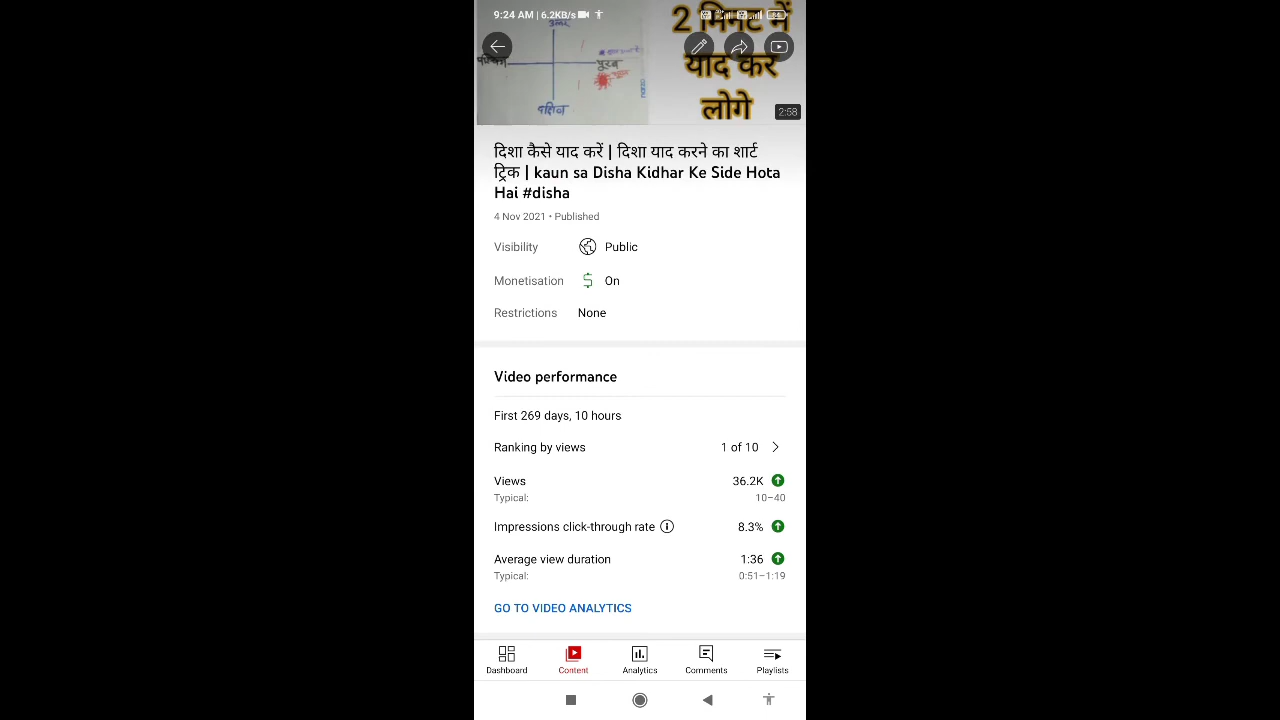 9:24 AM | 6.2KB/s
2 मिनट में
याद कर
लोगे
पूरब
दक्षिण
2:58
दिशा कैसे याद करें | दिशा याद करने का शार्ट
ट्रिक | kaun sa Disha Kidhar Ke Side Hota
Hai #disha
4 Nov 2021 • Published
Visibility Public
Monetisation On
Restrictions None
Video performance
First 269 days, 10 hours
Ranking by views 1 of 10
Views 36.2K
Typical: 10–40
Impressions click-through rate 8.3%
Average view duration 1:36
Typical: 0:51–1:19
GO TO VIDEO ANALYTICS
Dashboard Content Analytics Comments Playlists